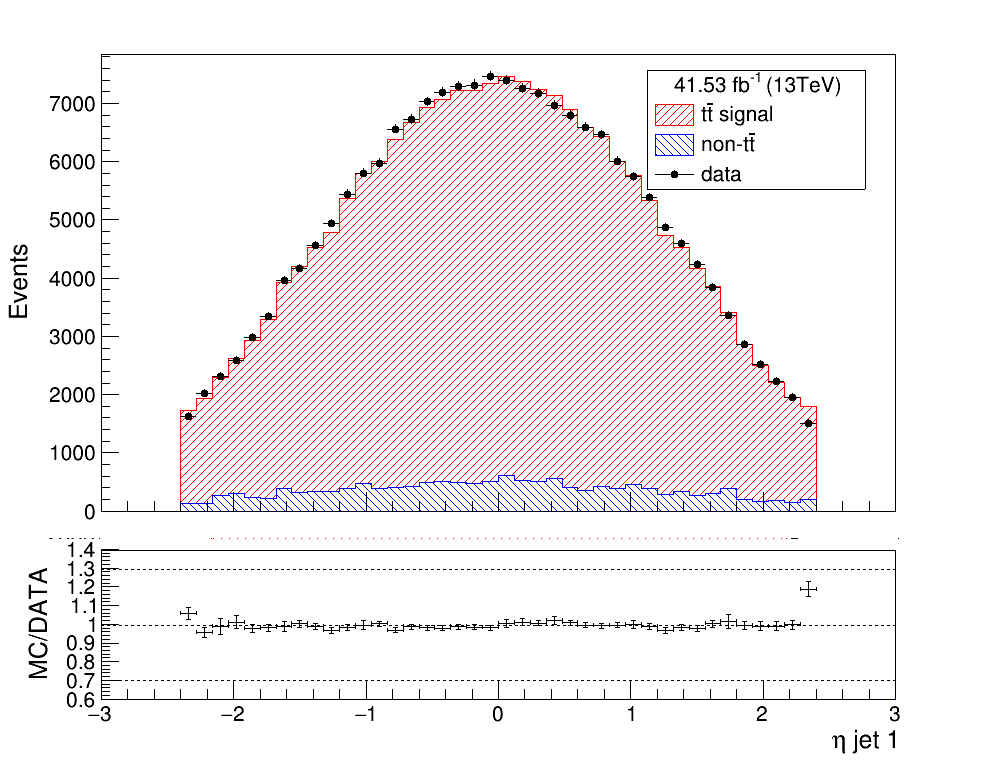 41.53 fb⁻¹ (13TeV)
tt̄ signal
non-tt̄
data
Events
7000
6000
5000
4000
3000
2000
1000
0
MC/DATA
1.4
1.3
1.2
1.1
1
0.9
0.8
0.7
0.6
−3 −2 −1 0 1 2 3
η jet 1